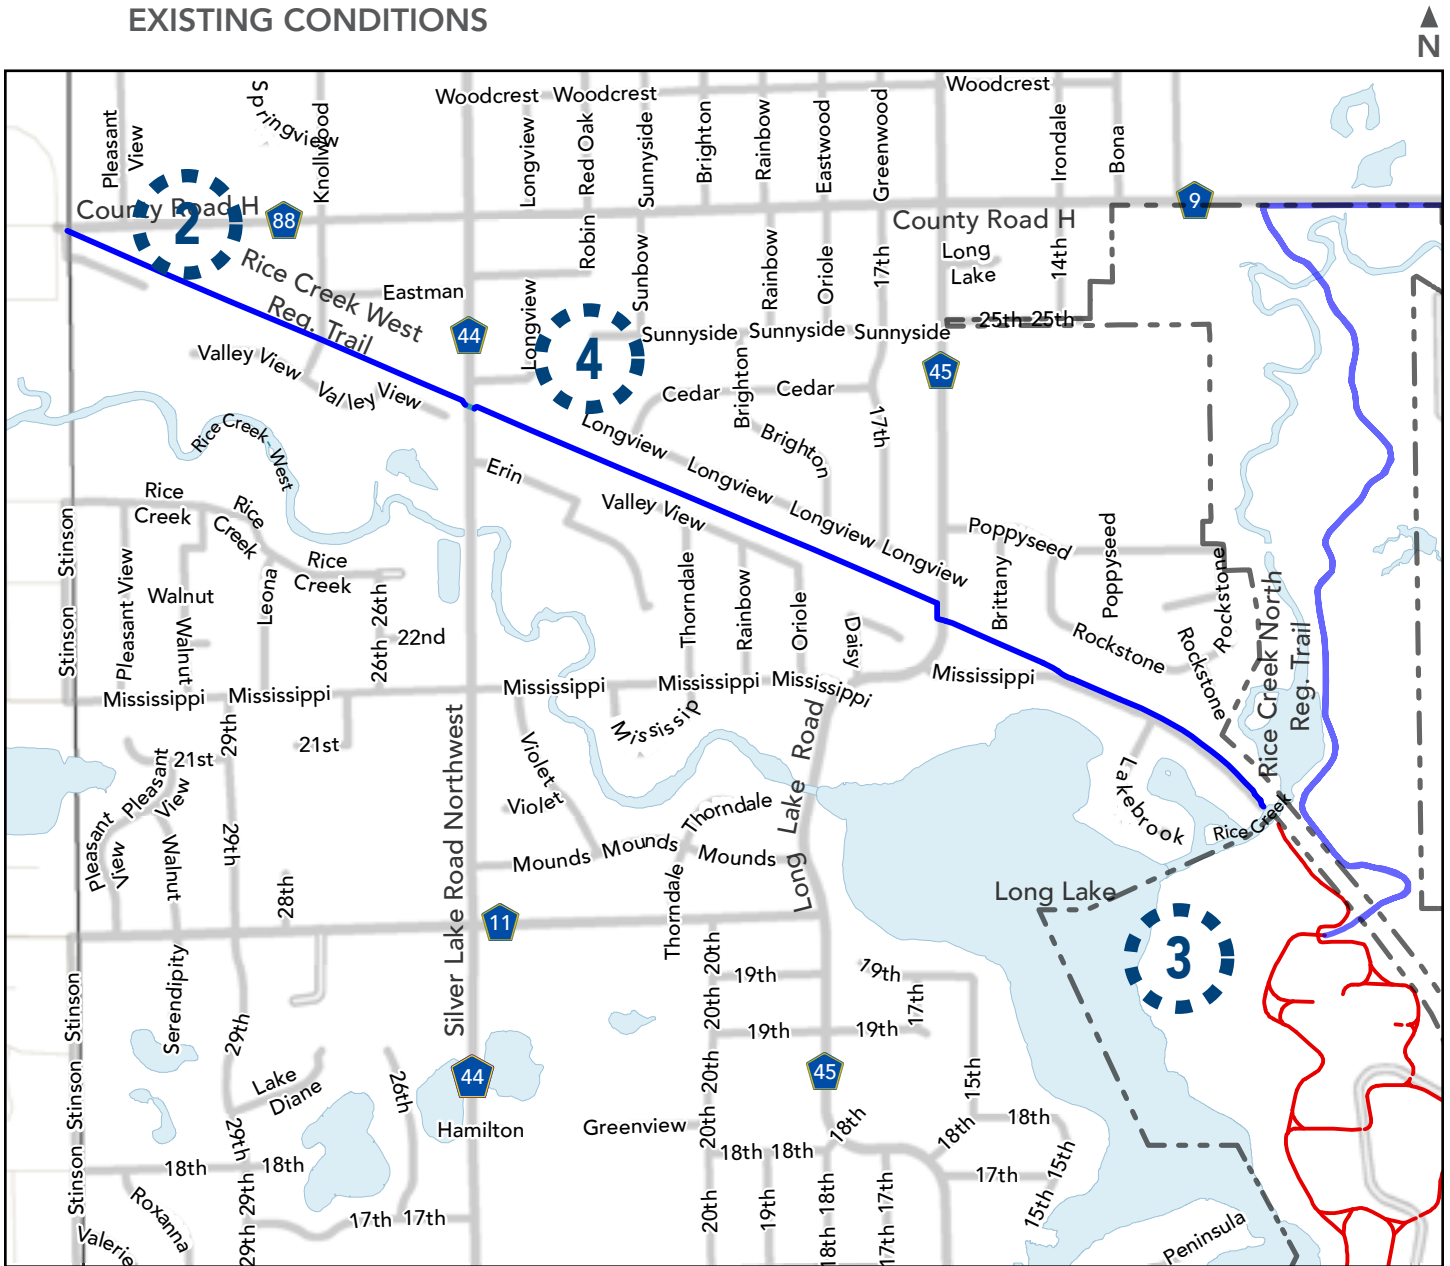 EXISTING CONDITIONS
N
Woodcrest Woodcrest
Woodcrest
Pleasant
View
Springview
Knollwood
Longview
Red Oak
Sunnyside
Brighton
Rainbow
Eastwood
Greenwood
Irondale
Bona
County Road H
2
88
9
County Road H
Rice Creek West
Reg. Trail
Eastman
Robin
Sunbow
Rainbow
Oriole
17th
Long
Lake
14th
44
Longview
4
Sunnyside Sunnyside Sunnyside
25th 25th
45
Valley View
Valley View
Cedar
Brighton
Cedar
17th
Rice Creek West
Longview
Brighton
Erin
Longview
Valley View
Longview
Longview
Rice
Creek
Rice
Creek
Rice
Creek
Stinson
Stinson
Pleasant View
Walnut
Walnut
Leona
26th 26th
22nd
Thorndale
Rainbow
Oriole
Daisy
Poppyseed
Brittany
Poppyseed
Rockstone
Rockstone
Rockstone
Rice Creek North
Reg. Trail
Mississippi Mississippi
Mississippi
Mississippi Mississippi
Mississippi
Mississip
29th
21st
21st
Pleasant
View
Pleasant
View
Walnut
29th
28th
Silver Lake Road Northwest
Violet
Violet
Thorndale
Mounds Mounds Mounds
Thorndale
Long Lake Road
Lakebrook
Rice Creek
Long Lake
11
3
Stinson
Serendipity
29th
20th 20th
19th
19th
17th
19th
19th
Lake
Diane
26th
44
Hamilton
Greenview
20th 20th
45
15th
18th
18th
18th
Stinson Stinson
29th
18th
18th
18th 18th
17th
15th 15th
Roxanna
Valerie
29th 29th
17th 17th
20th
19th
18th 18th
17th 17th
Peninsula